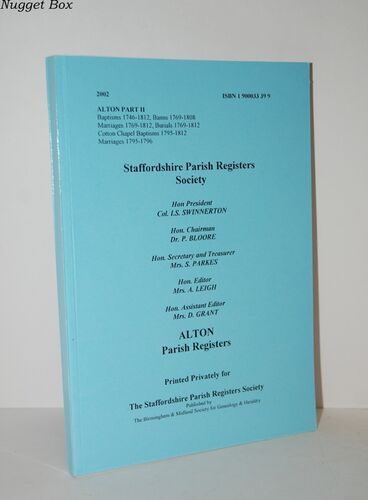 Nugget Box
2002
ISBN 1 900033 39 9
ALTON PART II
Baptisms 1746-1812, Banns 1769-1808
Marriages 1769-1812, Burials 1769-1812
Cotton Chapel Baptisms 1795-1812
Marriages 1795-1796
Staffordshire Parish Registers
Society
Hon President
Col. I.S. SWINNERTON
Hon. Chairman
Dr. P. BLOORE
Hon. Secretary and Treasurer
Mrs. S. PARKES
Hon. Editor
Mrs. A. LEIGH
Hon. Assistant Editor
Mrs. D. GRANT
ALTON
Parish Registers
Printed Privately for
The Staffordshire Parish Registers Society
Published by
The Birmingham & Midland Society for Genealogy & Heraldry